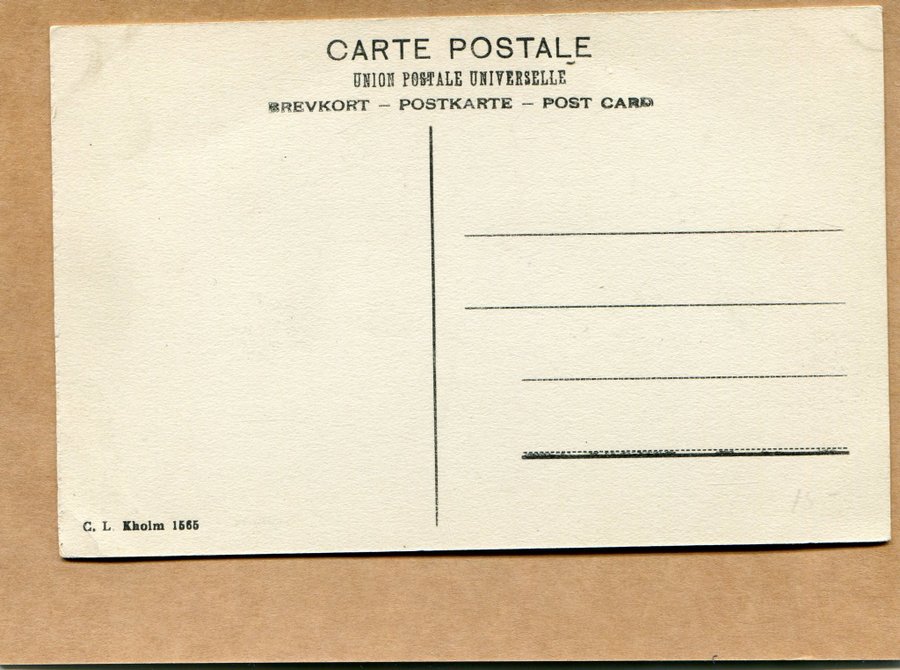 CARTE POSTALE
UNION POSTALE UNIVERSELLE
BREVKORT – POSTKARTE – POST CARD
C. L. Kholm 1565